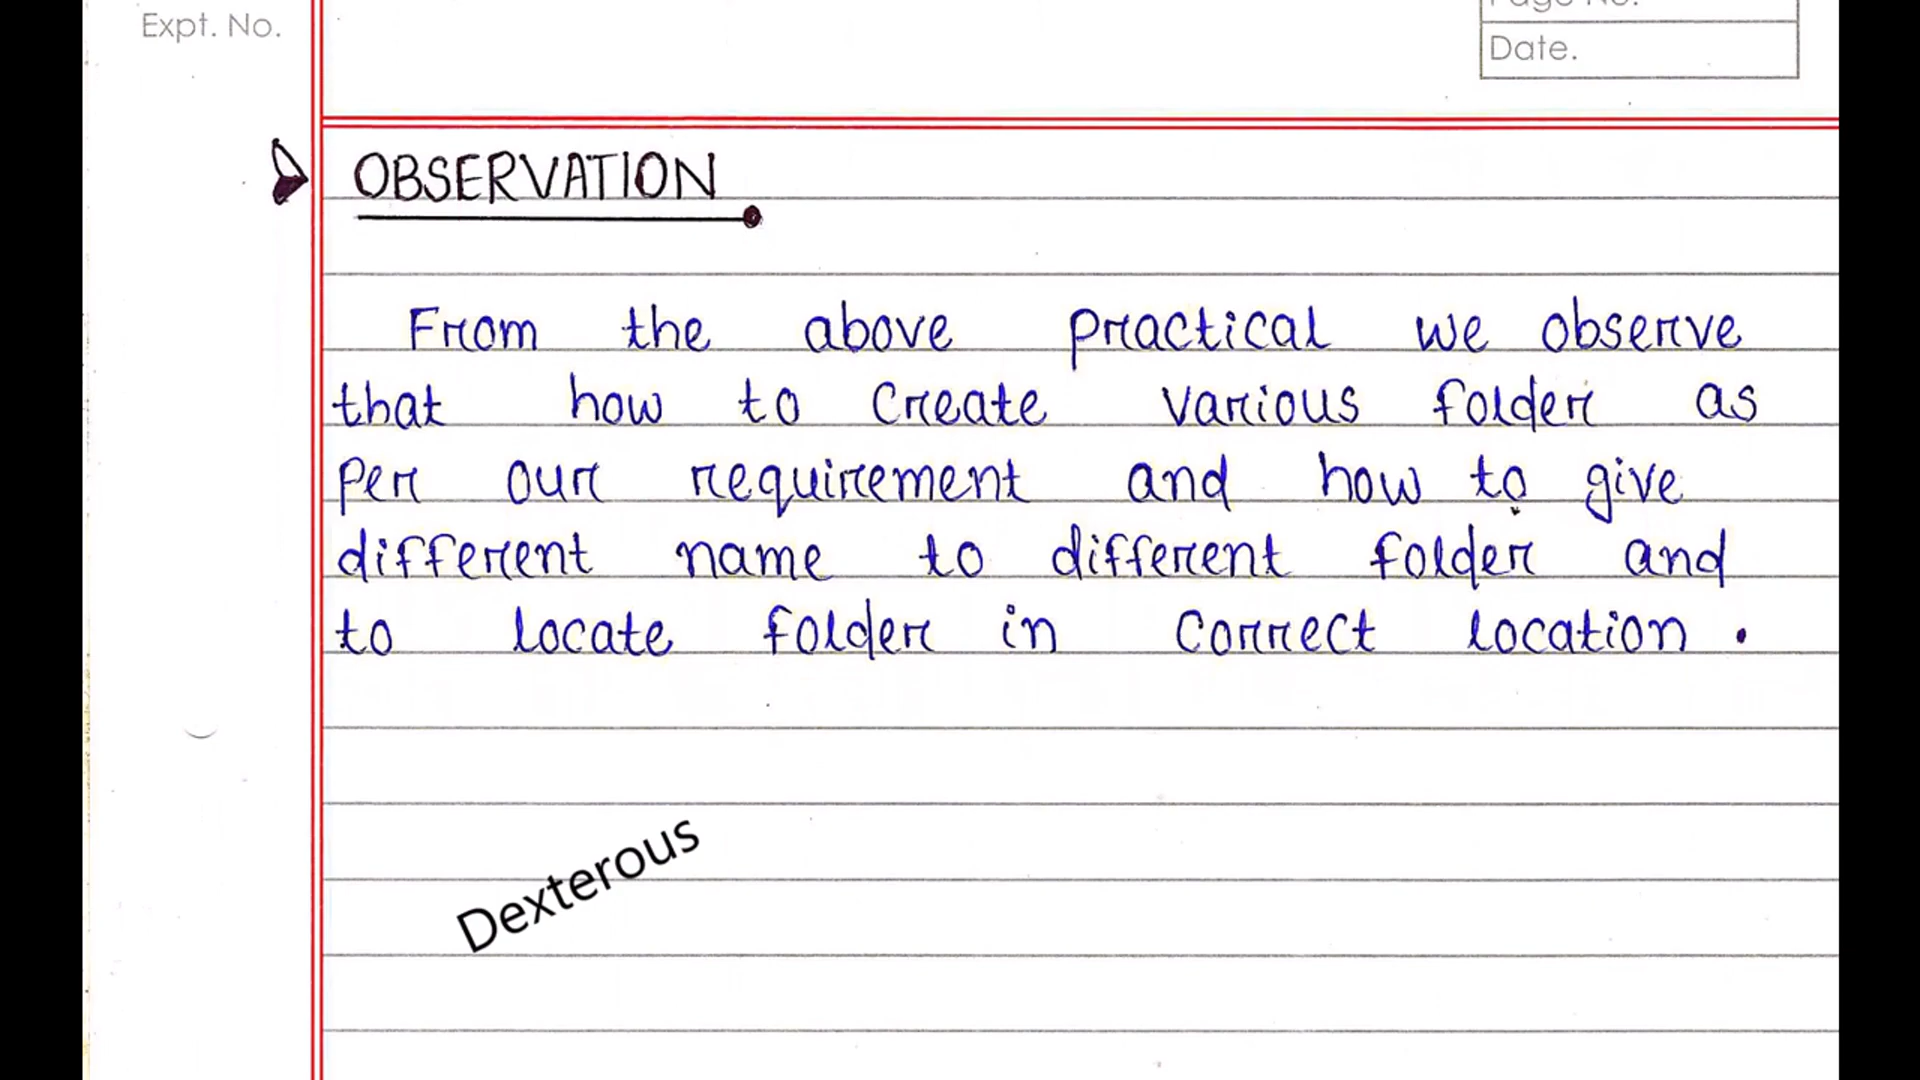 Expt. No.
Date.
OBSERVATION
From the above practical we observe
that how to create various folder as
per our requirement and how to give
different name to different folder and
to locate folder in correct location .
Dexterous